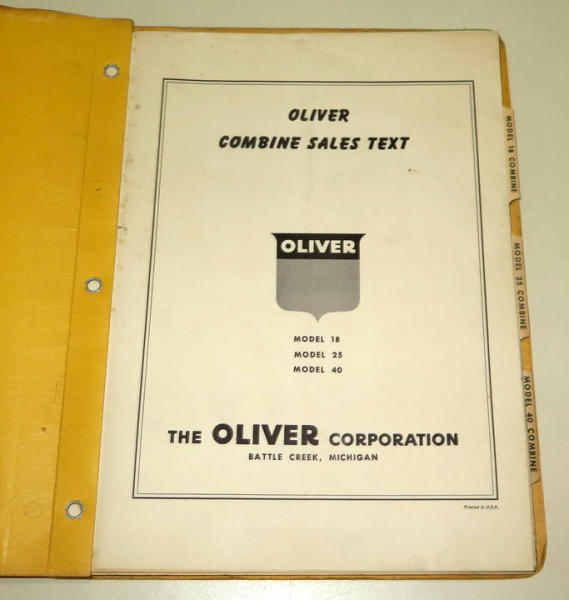 OLIVER
COMBINE SALES TEXT
OLIVER
MODEL 18
MODEL 25
MODEL 40
THE OLIVER CORPORATION
BATTLE CREEK, MICHIGAN
Printed in U.S.A.
MODEL 18 COMBINE
MODEL 25 COMBINE
MODEL 40 COMBINE